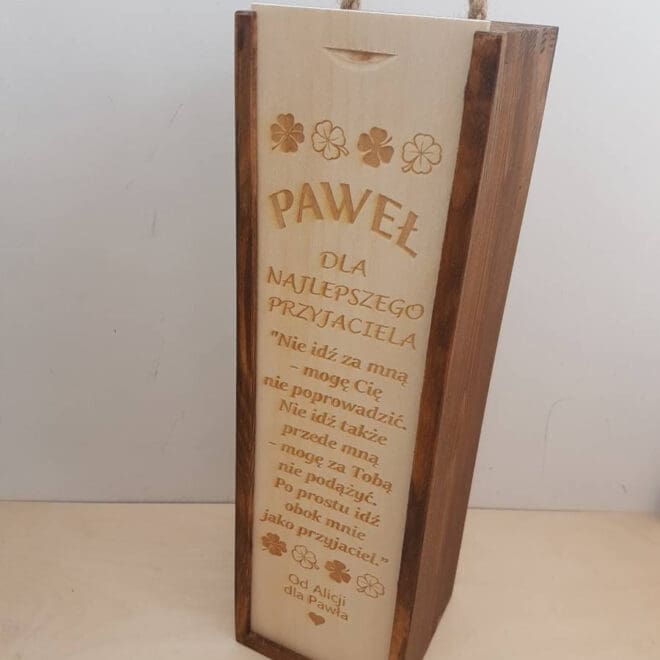 PAWEŁ
DLA
NAJLEPSZEGO
PRZYJACIELA
"Nie idź za mną
- mogę Cię
nie poprowadzić.
Nie idź także
przede mną
- mogę za Tobą
nie podążyć.
Po prostu idź
obok mnie
jako przyjaciel.”
Od Alicji
dla Pawła